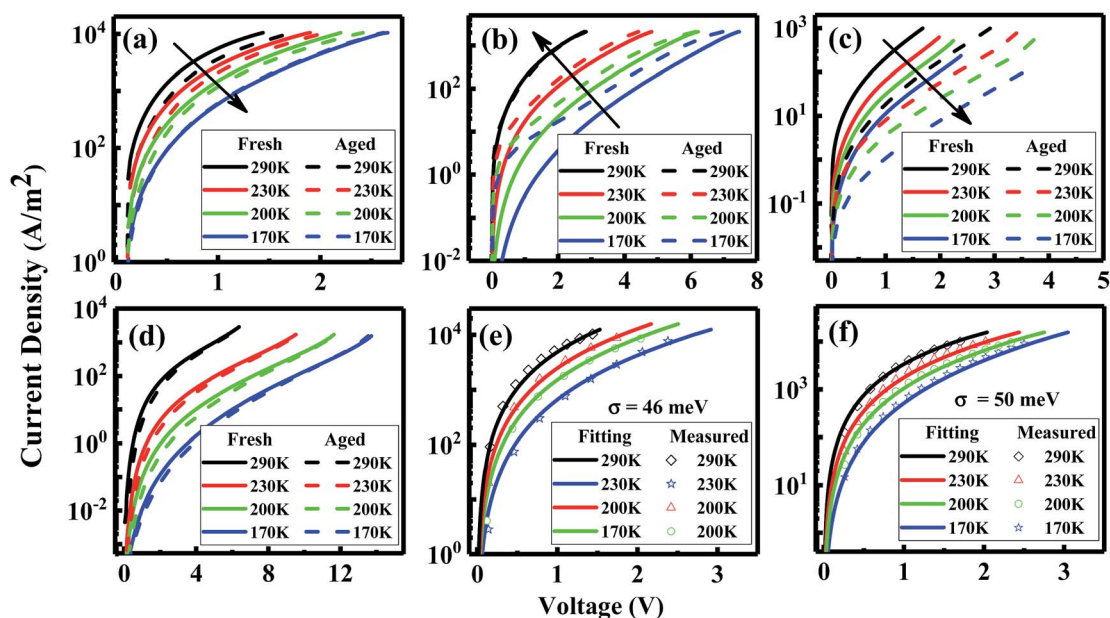 Current Density (A/m²)
(a)
10⁴
10²
10⁰
0 1 2
Fresh Aged
290K 290K
230K 230K
200K 200K
170K 170K
(b)
10²
10⁰
10⁻²
0 1 2 3 4 5 6 7 8
Fresh Aged
290K 290K
230K 230K
200K 200K
170K 170K
(c)
10³
10¹
10⁻¹
0 1 2 3 4 5
Fresh Aged
290K 290K
230K 230K
200K 200K
170K 170K
(d)
10⁴
10²
10⁰
10⁻²
0 4 8 12
Fresh Aged
290K 290K
230K 230K
200K 200K
170K 170K
(e)
10⁴
10²
10⁰
0 1 2 3
σ = 46 meV
Fitting Measured
290K 290K
230K 230K
200K 200K
170K 200K
(f)
10³
10¹
0 1 2 3
σ = 50 meV
Fitting Measured
290K 290K
230K 230K
200K 200K
170K 170K
Voltage (V)